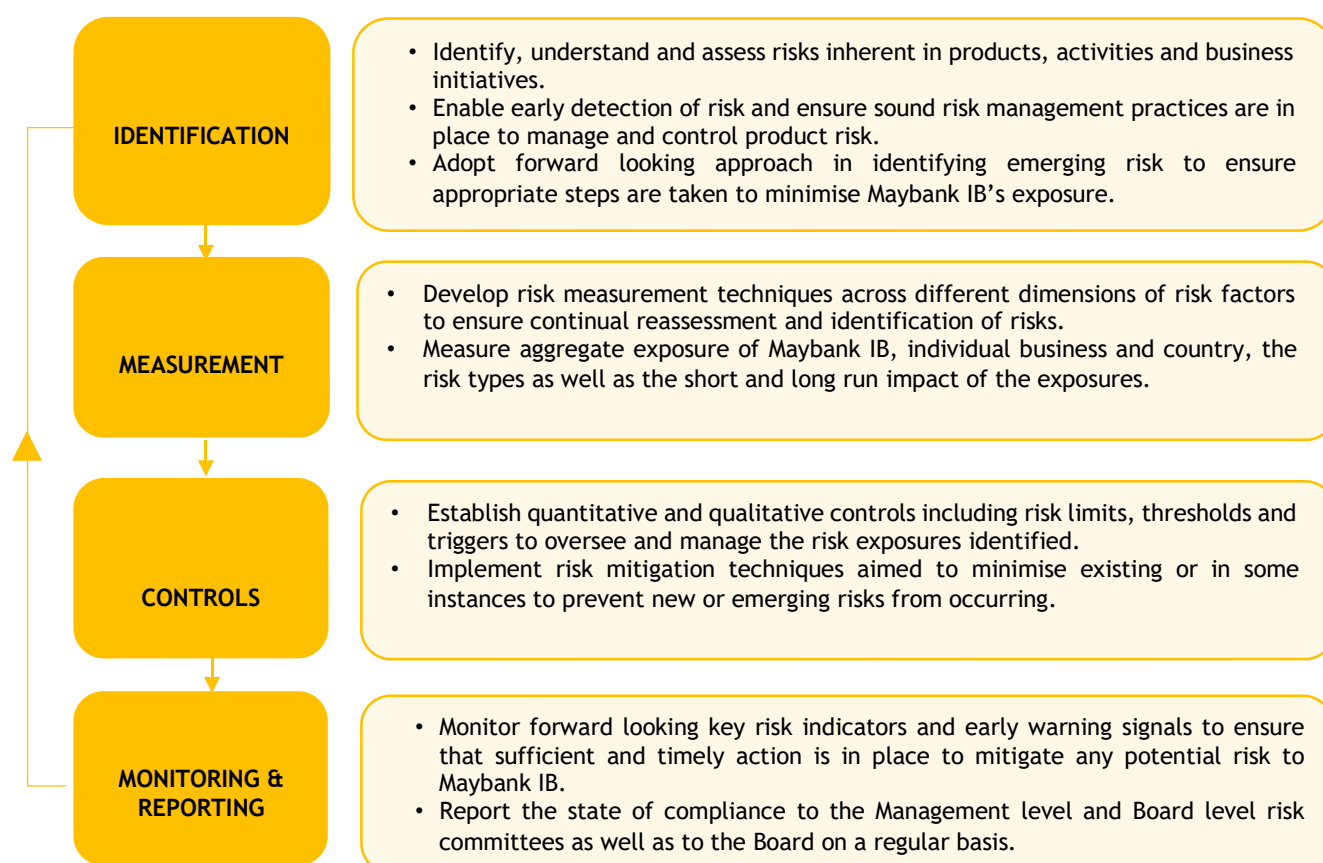 IDENTIFICATION
• Identify, understand and assess risks inherent in products, activities and business
initiatives.
• Enable early detection of risk and ensure sound risk management practices are in
place to manage and control product risk.
• Adopt forward looking approach in identifying emerging risk to ensure
appropriate steps are taken to minimise Maybank IB’s exposure.
MEASUREMENT
• Develop risk measurement techniques across different dimensions of risk factors
to ensure continual reassessment and identification of risks.
• Measure aggregate exposure of Maybank IB, individual business and country, the
risk types as well as the short and long run impact of the exposures.
CONTROLS
• Establish quantitative and qualitative controls including risk limits, thresholds and
triggers to oversee and manage the risk exposures identified.
• Implement risk mitigation techniques aimed to minimise existing or in some
instances to prevent new or emerging risks from occurring.
MONITORING &
REPORTING
• Monitor forward looking key risk indicators and early warning signals to ensure
that sufficient and timely action is in place to mitigate any potential risk to
Maybank IB.
• Report the state of compliance to the Management level and Board level risk
committees as well as to the Board on a regular basis.